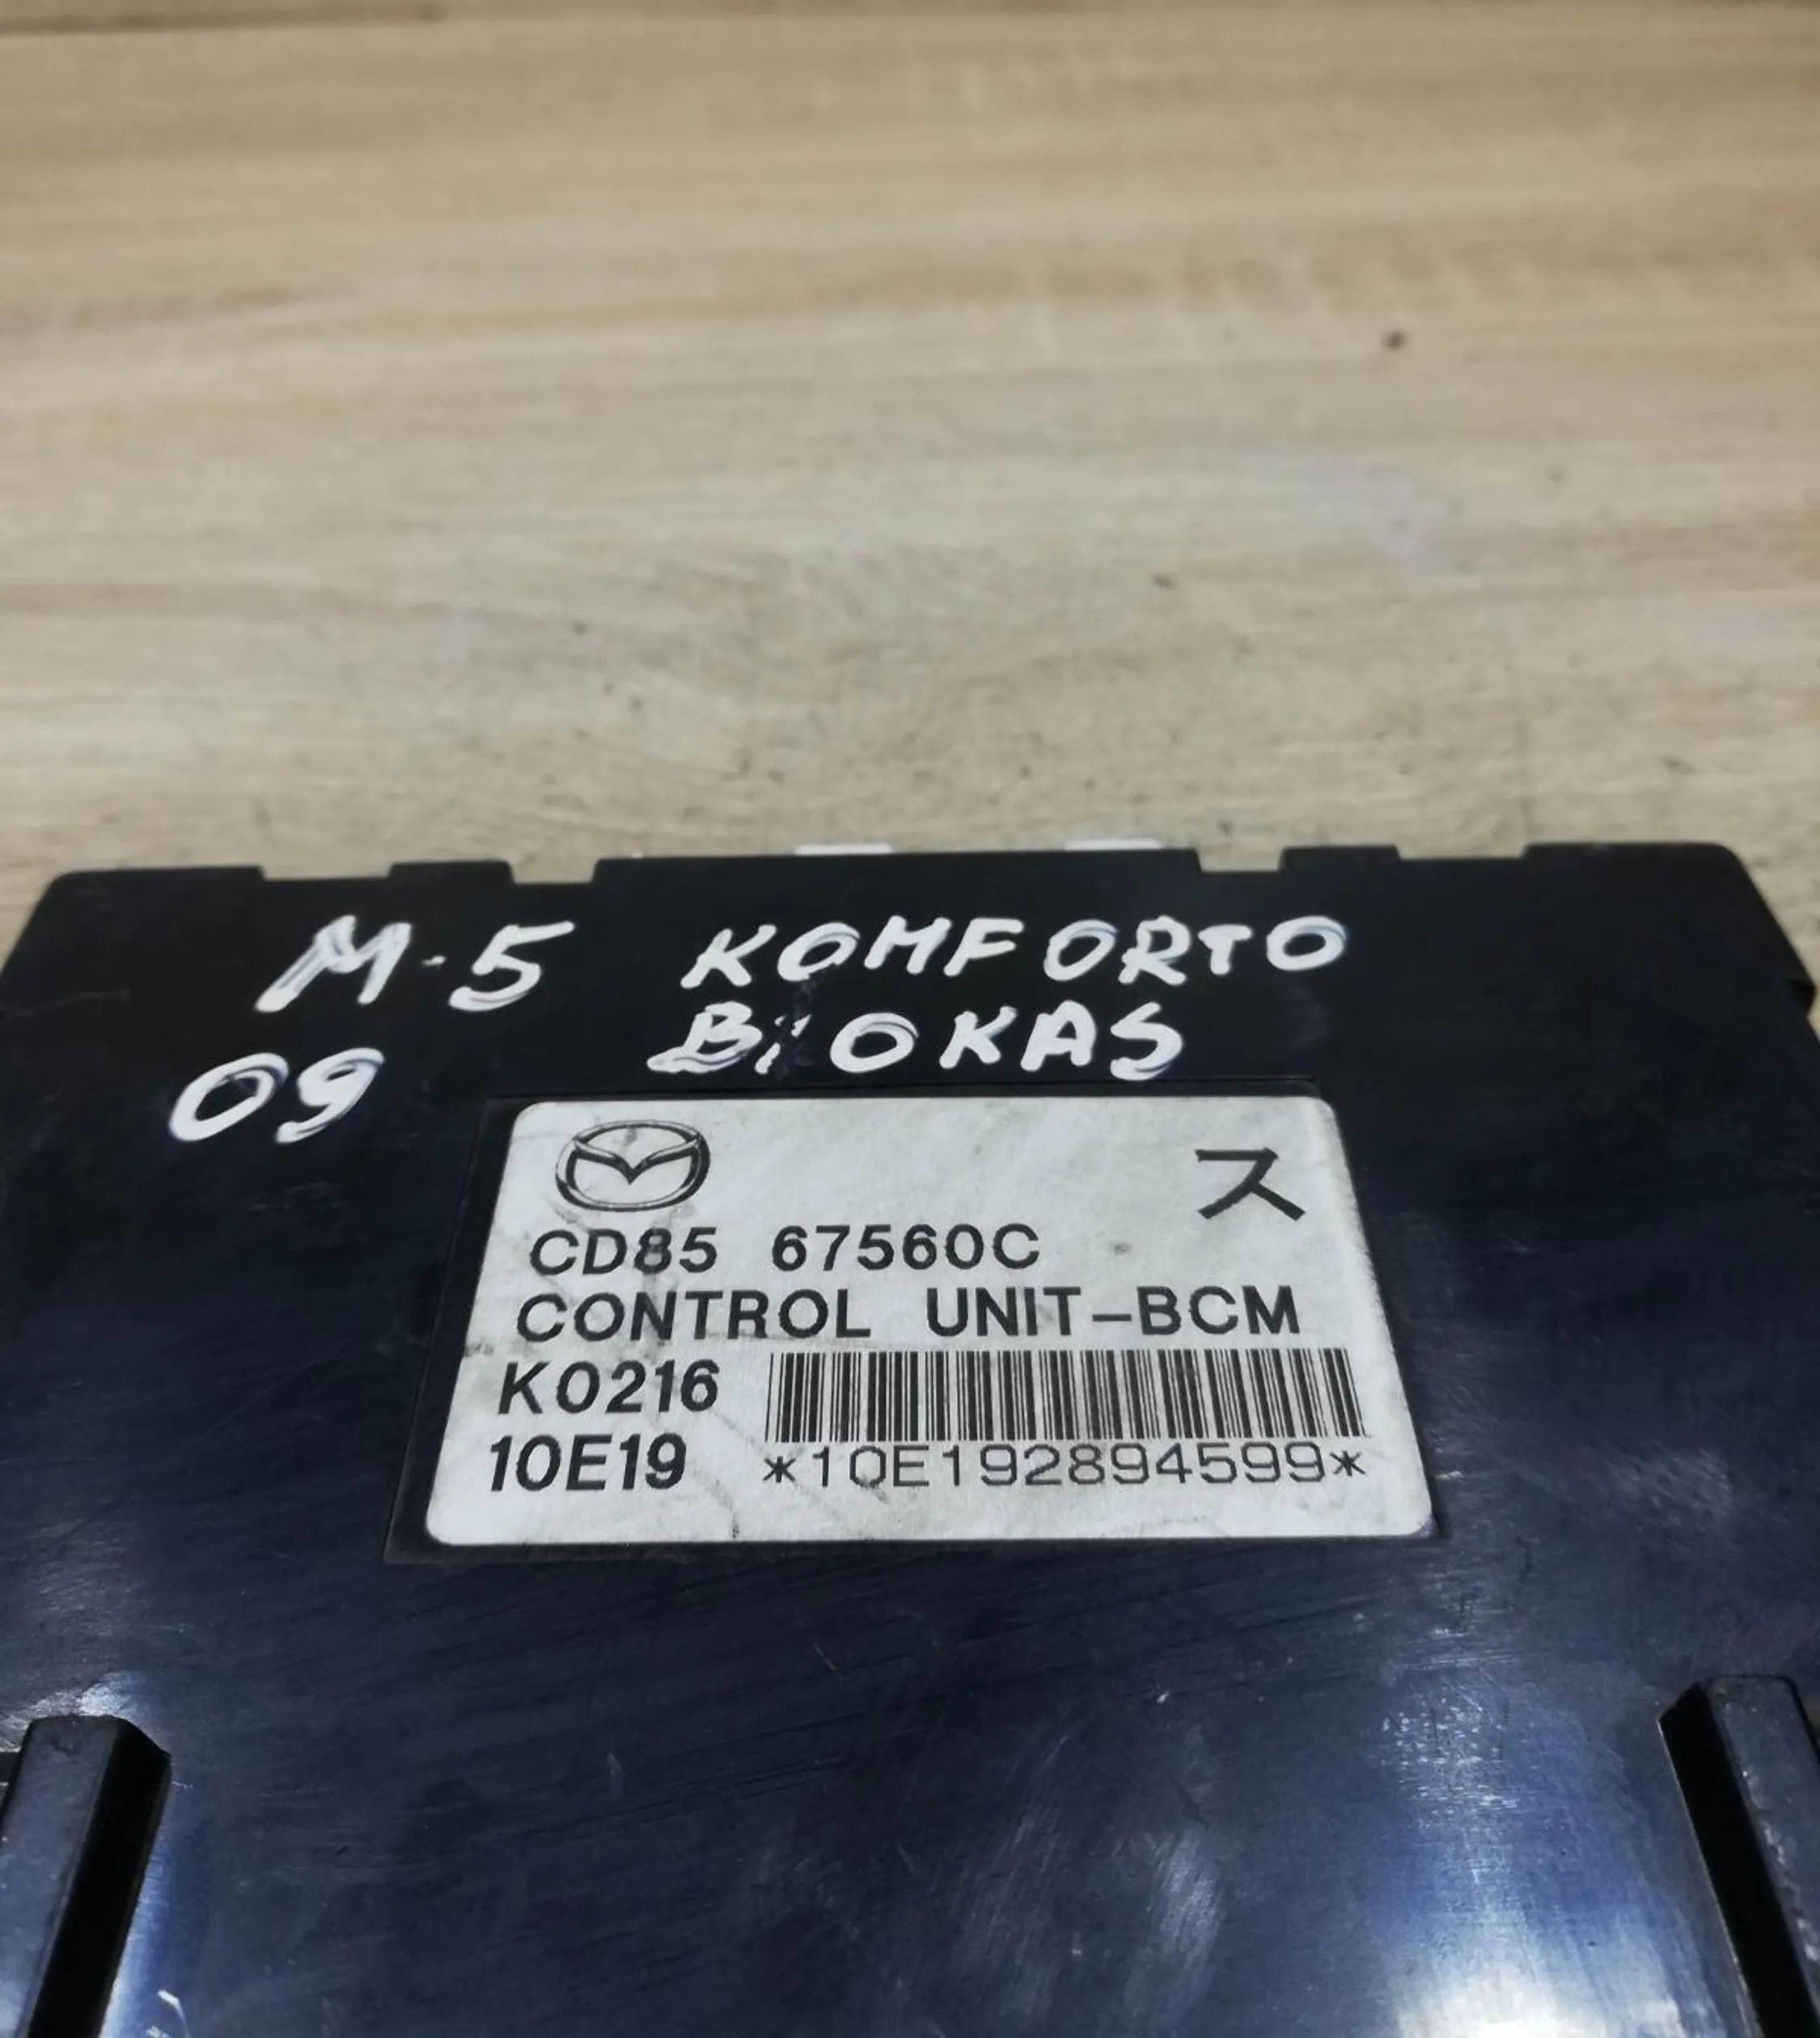 M-5 KOMFORTO
09 BLOKAS
ス
CD85 67560C
CONTROL UNIT-BCM
K0216
10E19 *10E192894599*